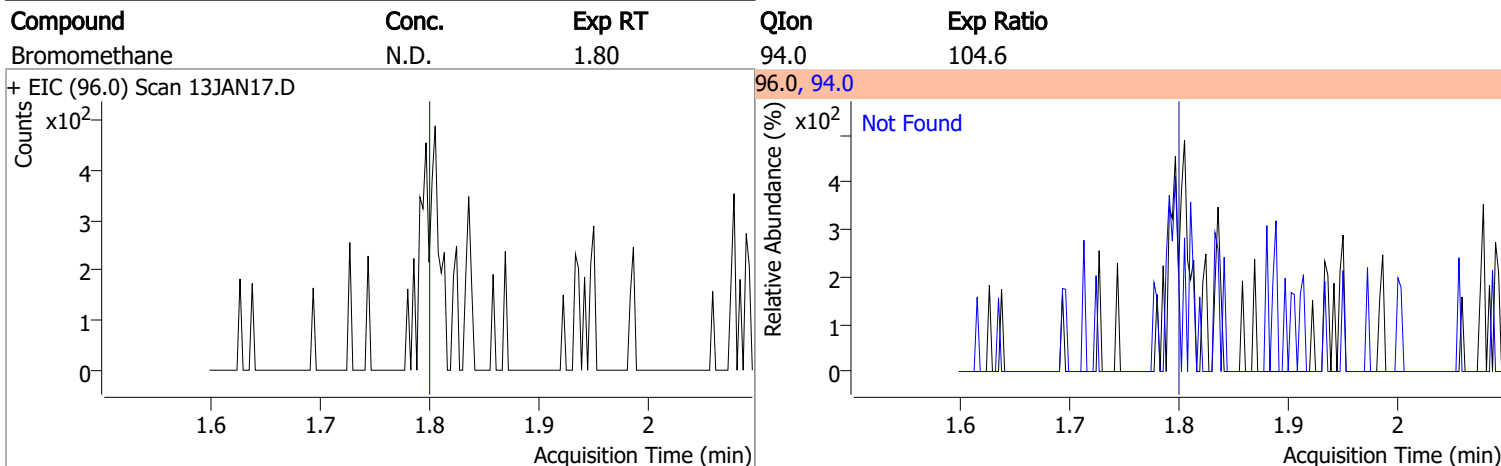 Compound Conc. Exp RT QIon Exp Ratio
Bromomethane N.D. 1.80 94.0 104.6
+ EIC (96.0) Scan 13JAN17.D
Counts
x10²
4
3
2
1
0
1.6 1.7 1.8 1.9 2
Acquisition Time (min)
96.0, 94.0
Relative Abundance (%)
x10²
Not Found
4
3
2
1
0
1.6 1.7 1.8 1.9 2
Acquisition Time (min)